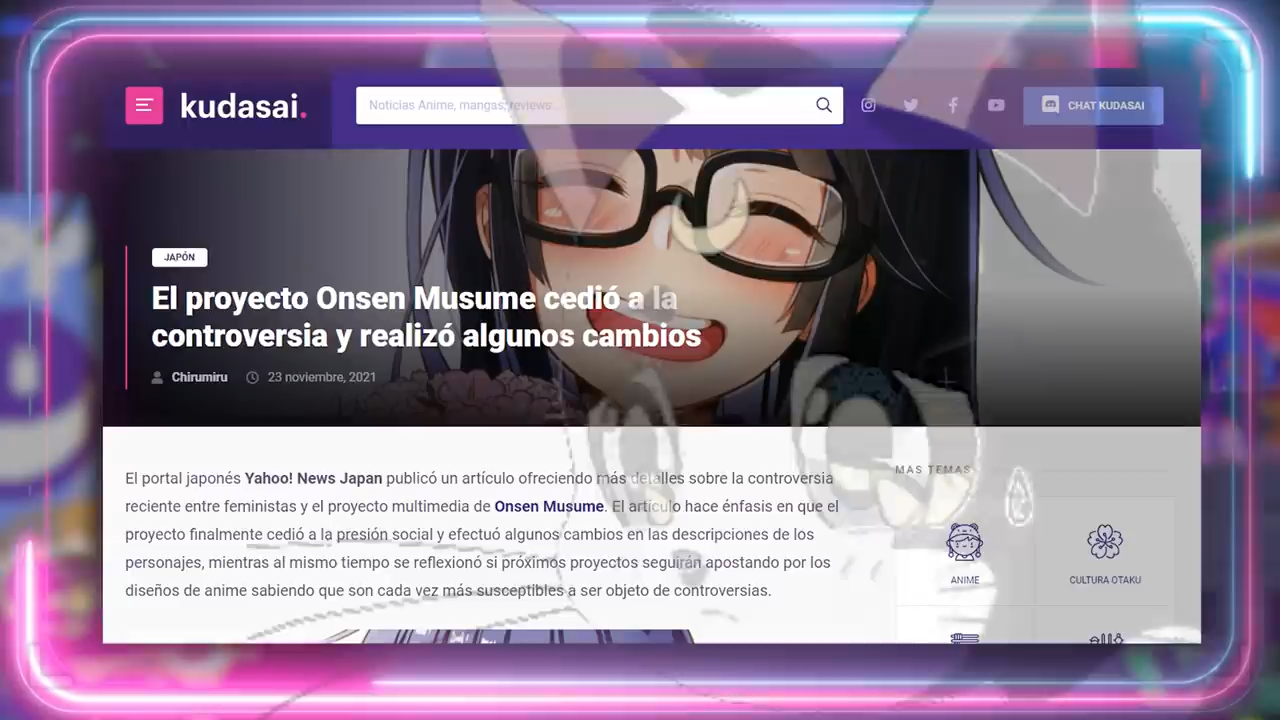 kudasai.
Noticias Anime, mangas, reviews...
CHAT KUDASAI
JAPÓN
El proyecto Onsen Musume cedió a la
controversia y realizó algunos cambios
Chirumiru 23 noviembre, 2021
El portal japonés Yahoo! News Japan publicó un artículo ofreciendo más detalles sobre la controversia
reciente entre feministas y el proyecto multimedia de Onsen Musume. El artículo hace énfasis en que el
proyecto finalmente cedió a la presión social y efectuó algunos cambios en las descripciones de los
personajes, mientras al mismo tiempo se reflexionó si próximos proyectos seguirán apostando por los
diseños de anime sabiendo que son cada vez más susceptibles a ser objeto de controversias.
MAS TEMAS
ANIME
CULTURA OTAKU